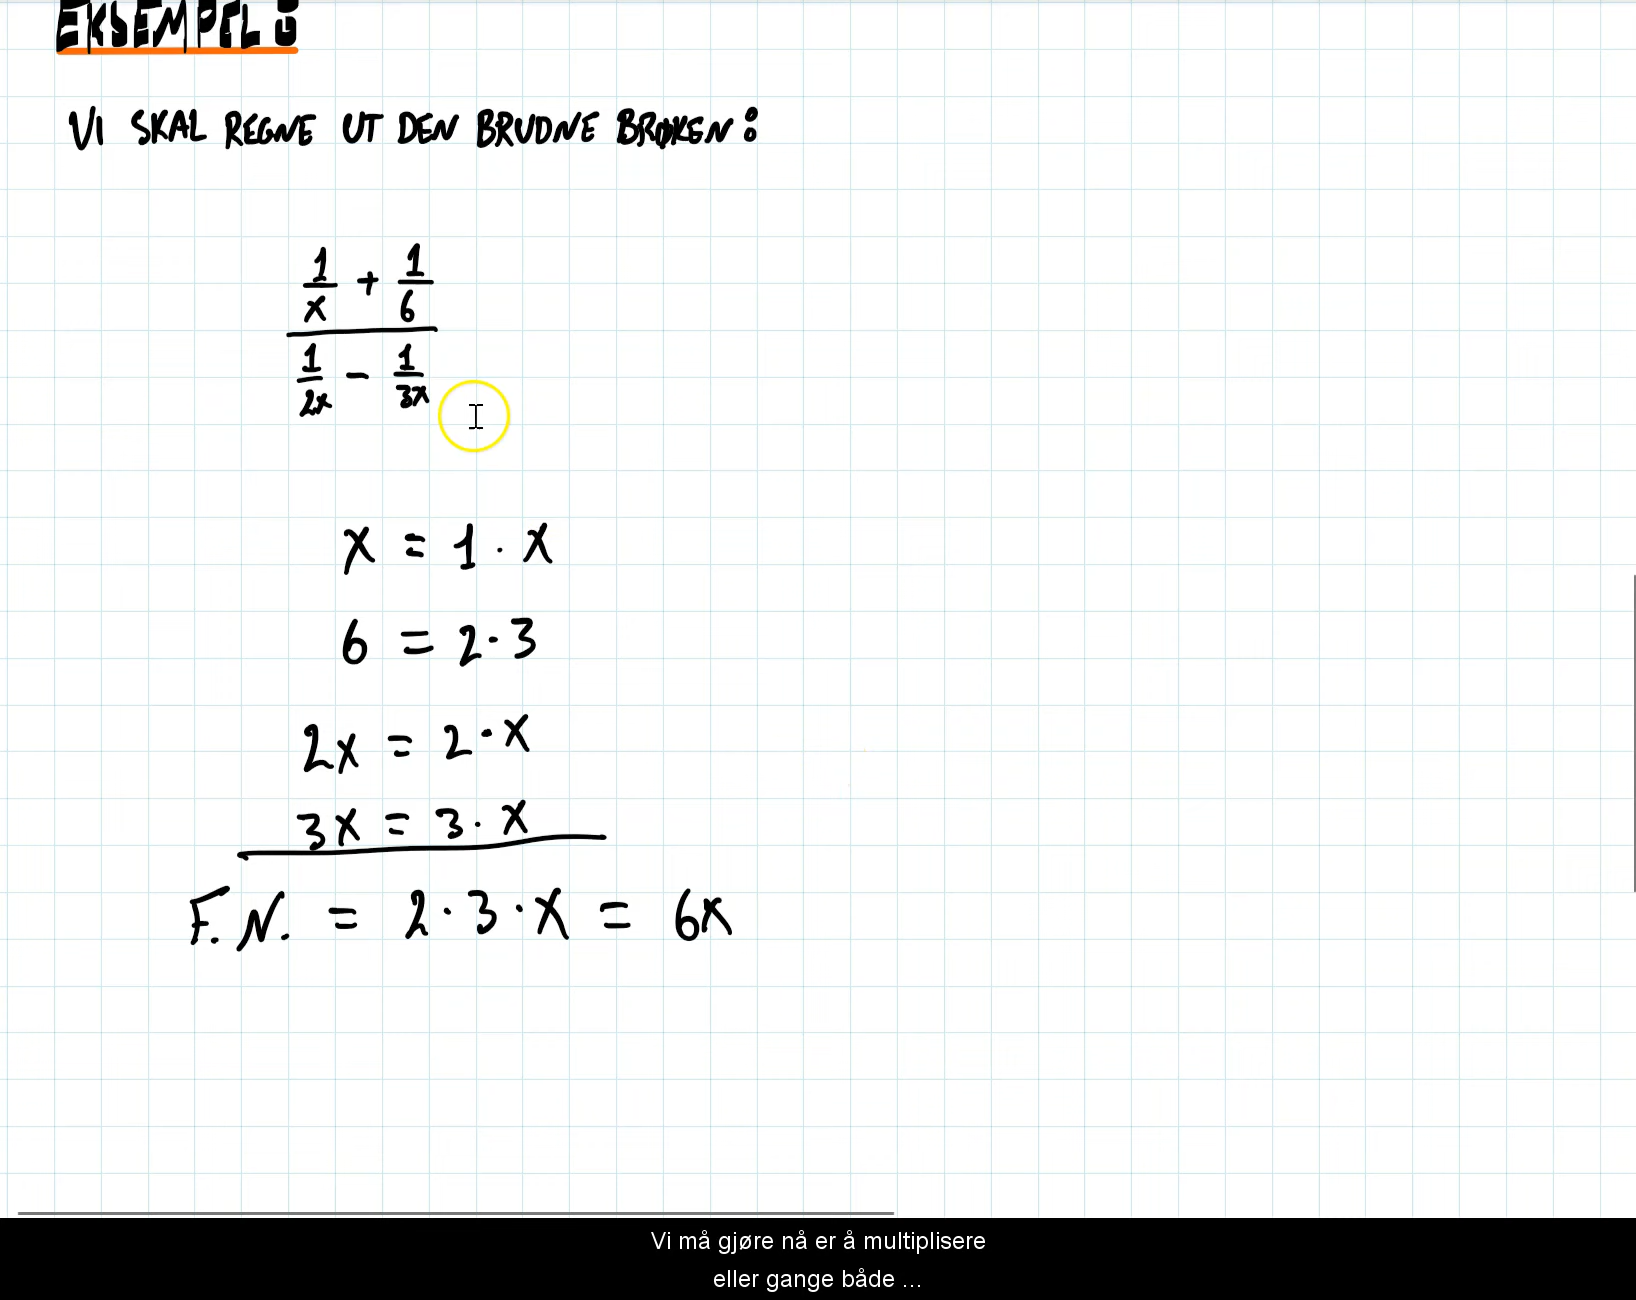 EKSEMPEL:
VI SKAL REGNE UT DEN BRUDNE BRØKEN:
1/x + 1/6
1/2x - 1/3x
x = 1 · x
6 = 2 · 3
2x = 2 · x
3x = 3 · x
F.N. = 2 · 3 · x = 6x
Vi må gjøre nå er å multiplisere
eller gange både ...